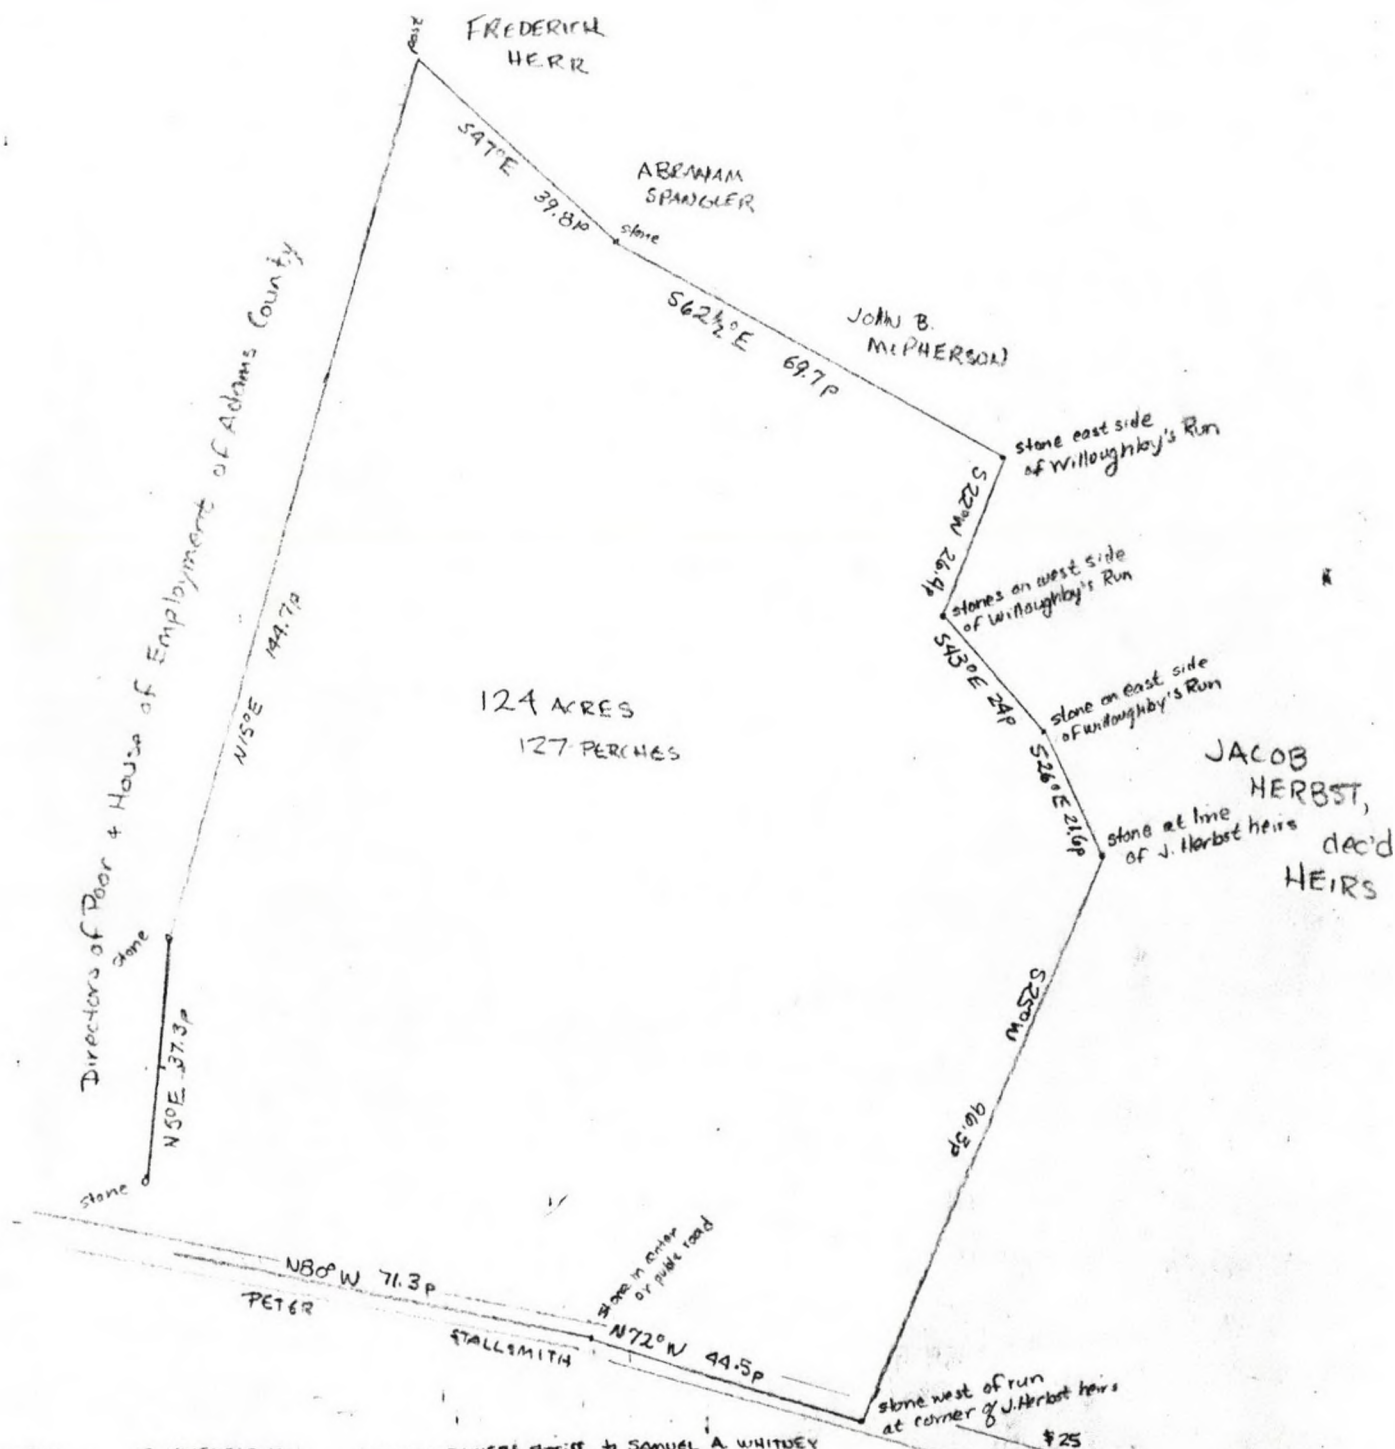 post
FREDERICK
HERR
S47°E 39.8p
ABRAHAM
SPANGLER
stone
S62½°E 69.7p
JOHN B.
McPHERSON
stone east side
of Willoughby's Run
S22°W 26.4p
stones on west side
of Willoughby's Run
S43°E 24p
stone on east side
of Willoughby's Run
S26°E 21.6p
JACOB
HERBST,
dec'd
HEIRS
stone at line
of J. Herbst heirs
Directors of Poor & House of Employment of Adams County
N15°E 144.7p
124 ACRES
127 PERCHES
stone
N5°E 37.3p
stone
S25°W 96.3p
N80°W 71.3p
PETER
STALLSMITH
stone in center
of public road
N72°W 44.5p
stone west of run
at corner of J. Herbst heirs
$25
to SAMUEL A. WHITNEY